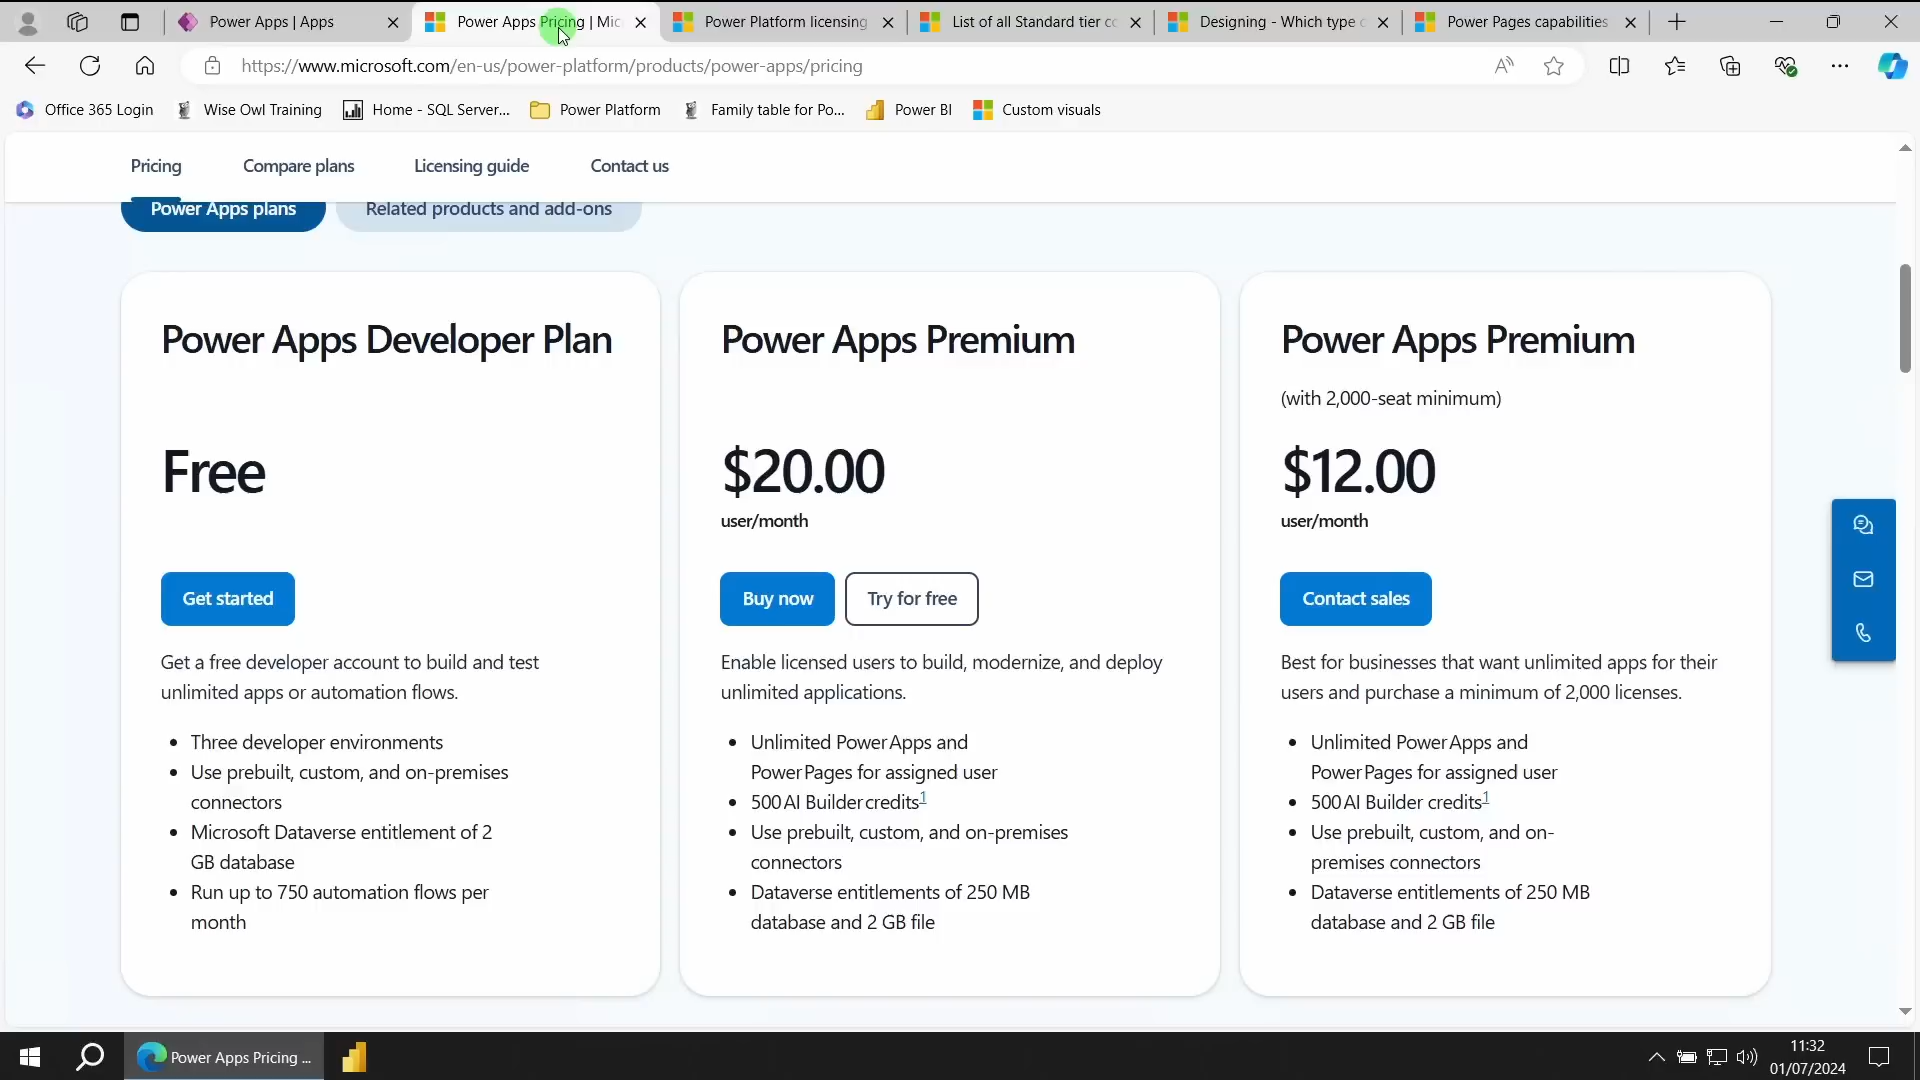 Power Apps | Apps
Power Apps Pricing | Mic
Power Platform licensing
List of all Standard tier co
Designing - Which type o
Power Pages capabilities
https://www.microsoft.com/en-us/power-platform/products/power-apps/pricing
Office 365 Login
Wise Owl Training
Home - SQL Server...
Power Platform
Family table for Po...
Power BI
Custom visuals
Pricing
Compare plans
Licensing guide
Contact us
Power Apps plans
Related products and add-ons
Power Apps Developer Plan
Free
Get started
Get a free developer account to build and test
unlimited apps or automation flows.
• Three developer environments
• Use prebuilt, custom, and on-premises
connectors
• Microsoft Dataverse entitlement of 2
GB database
• Run up to 750 automation flows per
month
Power Apps Premium
$20.00
user/month
Buy now
Try for free
Enable licensed users to build, modernize, and deploy
unlimited applications.
• Unlimited Power Apps and
Power Pages for assigned user
• 500 AI Builder credits1
• Use prebuilt, custom, and on-premises
connectors
• Dataverse entitlements of 250 MB
database and 2 GB file
Power Apps Premium
(with 2,000-seat minimum)
$12.00
user/month
Contact sales
Best for businesses that want unlimited apps for their
users and purchase a minimum of 2,000 licenses.
• Unlimited Power Apps and
Power Pages for assigned user
• 500 AI Builder credits1
• Use prebuilt, custom, and on-
premises connectors
• Dataverse entitlements of 250 MB
database and 2 GB file
Power Apps Pricing ...
11:32
01/07/2024